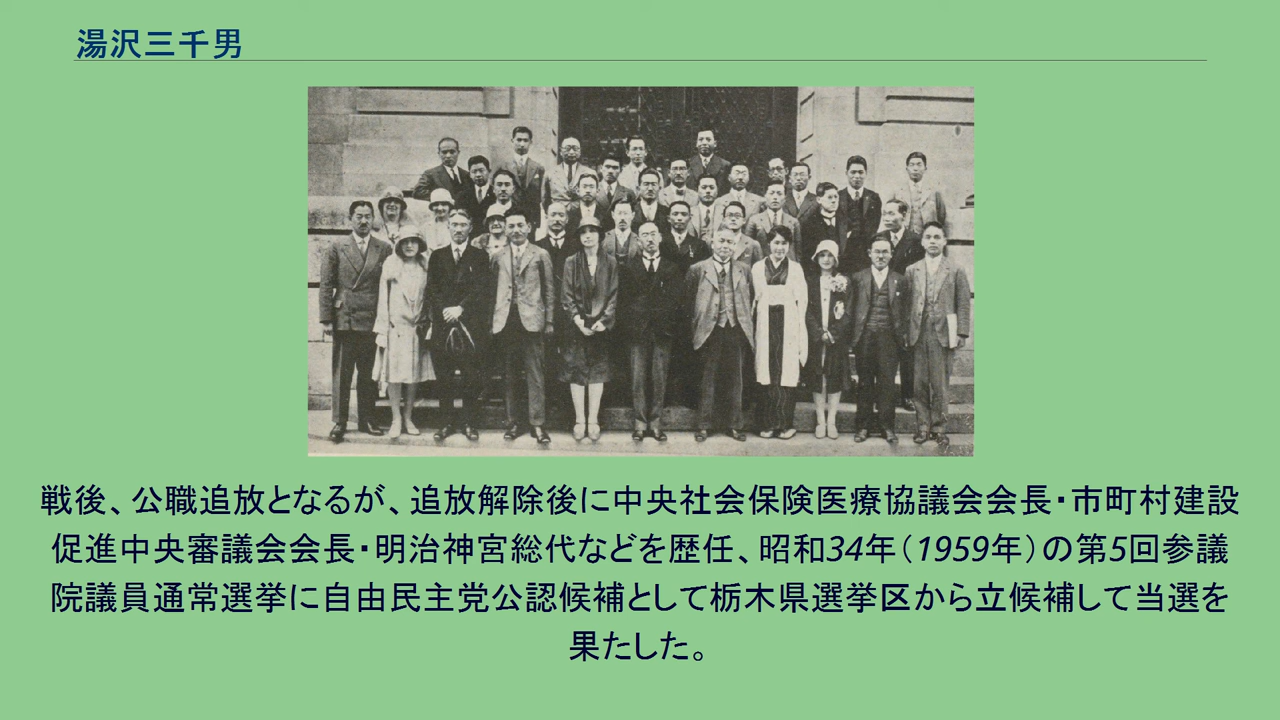 湯沢三千男
戦後、公職追放となるが、追放解除後に中央社会保険医療協議会会長・市町村建設
促進中央審議会会長・明治神宮総代などを歴任、昭和34年（1959年）の第5回参議
院議員通常選挙に自由民主党公認候補として栃木県選挙区から立候補して当選を
果たした。